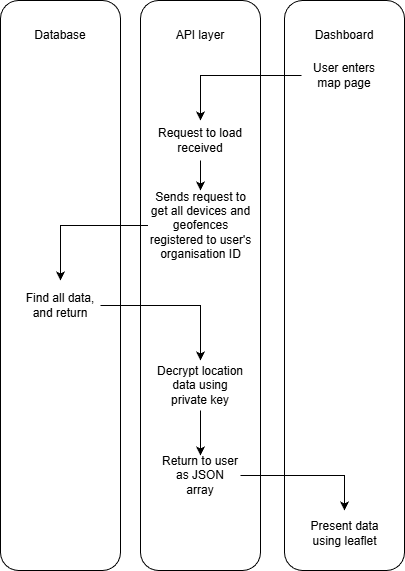 Database
API layer
Dashboard
User enters
map page
Request to load
received
Sends request to
get all devices and
geofences
registered to user's
organisation ID
Find all data,
and return
Decrypt location
data using
private key
Return to user
as JSON
array
Present data
using leaflet